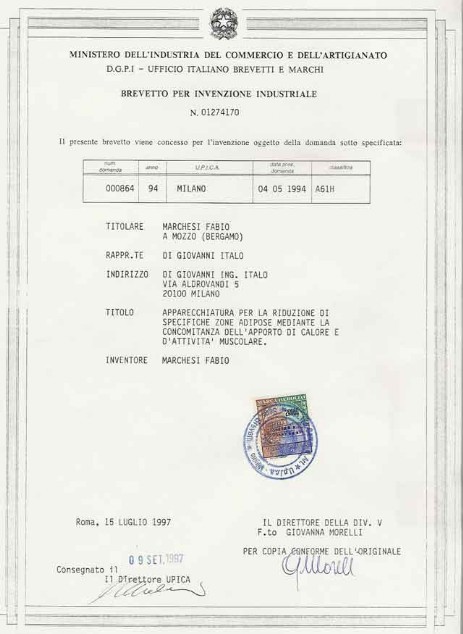 MINISTERO DELL'INDUSTRIA DEL COMMERCIO E DELL'ARTIGIANATO
D.G.P.I – UFFICIO ITALIANO BREVETTI E MARCHI
BREVETTO PER INVENZIONE INDUSTRIALE
N. 01274170
Il presente brevetto viene concesso per l'invenzione oggetto della domanda sotto specificata:
num. domanda anno U.P.I.C.A. data pres. domanda classifica
000864 94 MILANO 04 05 1994 A61H
TITOLARE MARCHESI FABIO
A MOZZO (BERGAMO)
RAPPR.TE DI GIOVANNI ITALO
INDIRIZZO DI GIOVANNI ING. ITALO
VIA ALDROVANDI 5
20100 MILANO
TITOLO APPARECCHIATURA PER LA RIDUZIONE DI
SPECIFICHE ZONE ADIPOSE MEDIANTE LA
CONCOMITANZA DELL'APPORTO DI CALORE E
D'ATTIVITA' MUSCOLARE.
INVENTORE MARCHESI FABIO
Roma, 15 LUGLIO 1997
IL DIRETTORE DELLA DIV. V
F.to GIOVANNA MORELLI
PER COPIA CONFORME DELL'ORIGINALE
09 SET. 1997
Consegnato il
Il Direttore UPICA